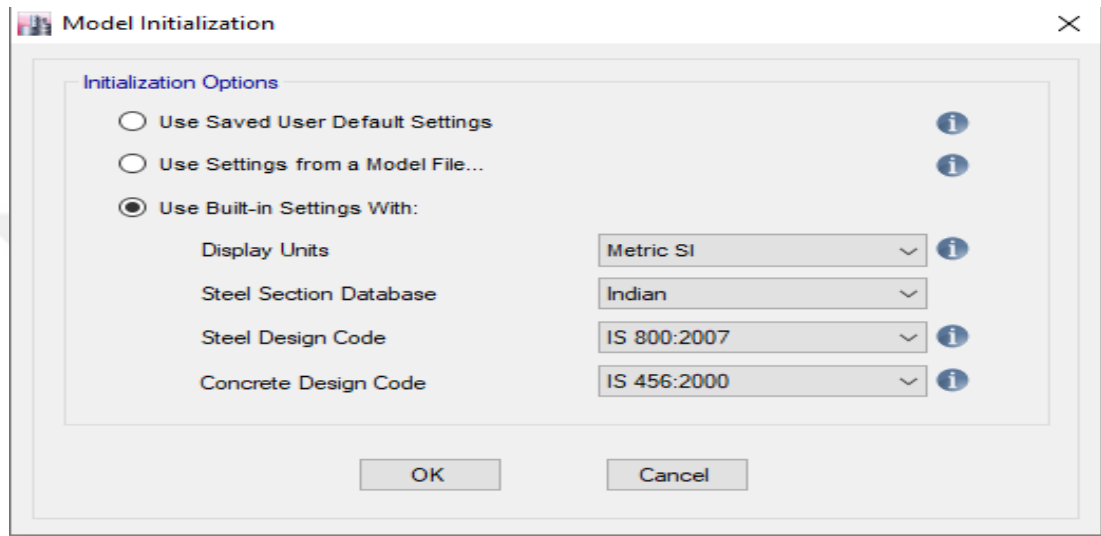 Model Initialization
Initialization Options
Use Saved User Default Settings
Use Settings from a Model File...
Use Built-in Settings With:
Display Units Metric SI
Steel Section Database Indian
Steel Design Code IS 800:2007
Concrete Design Code IS 456:2000
OK Cancel